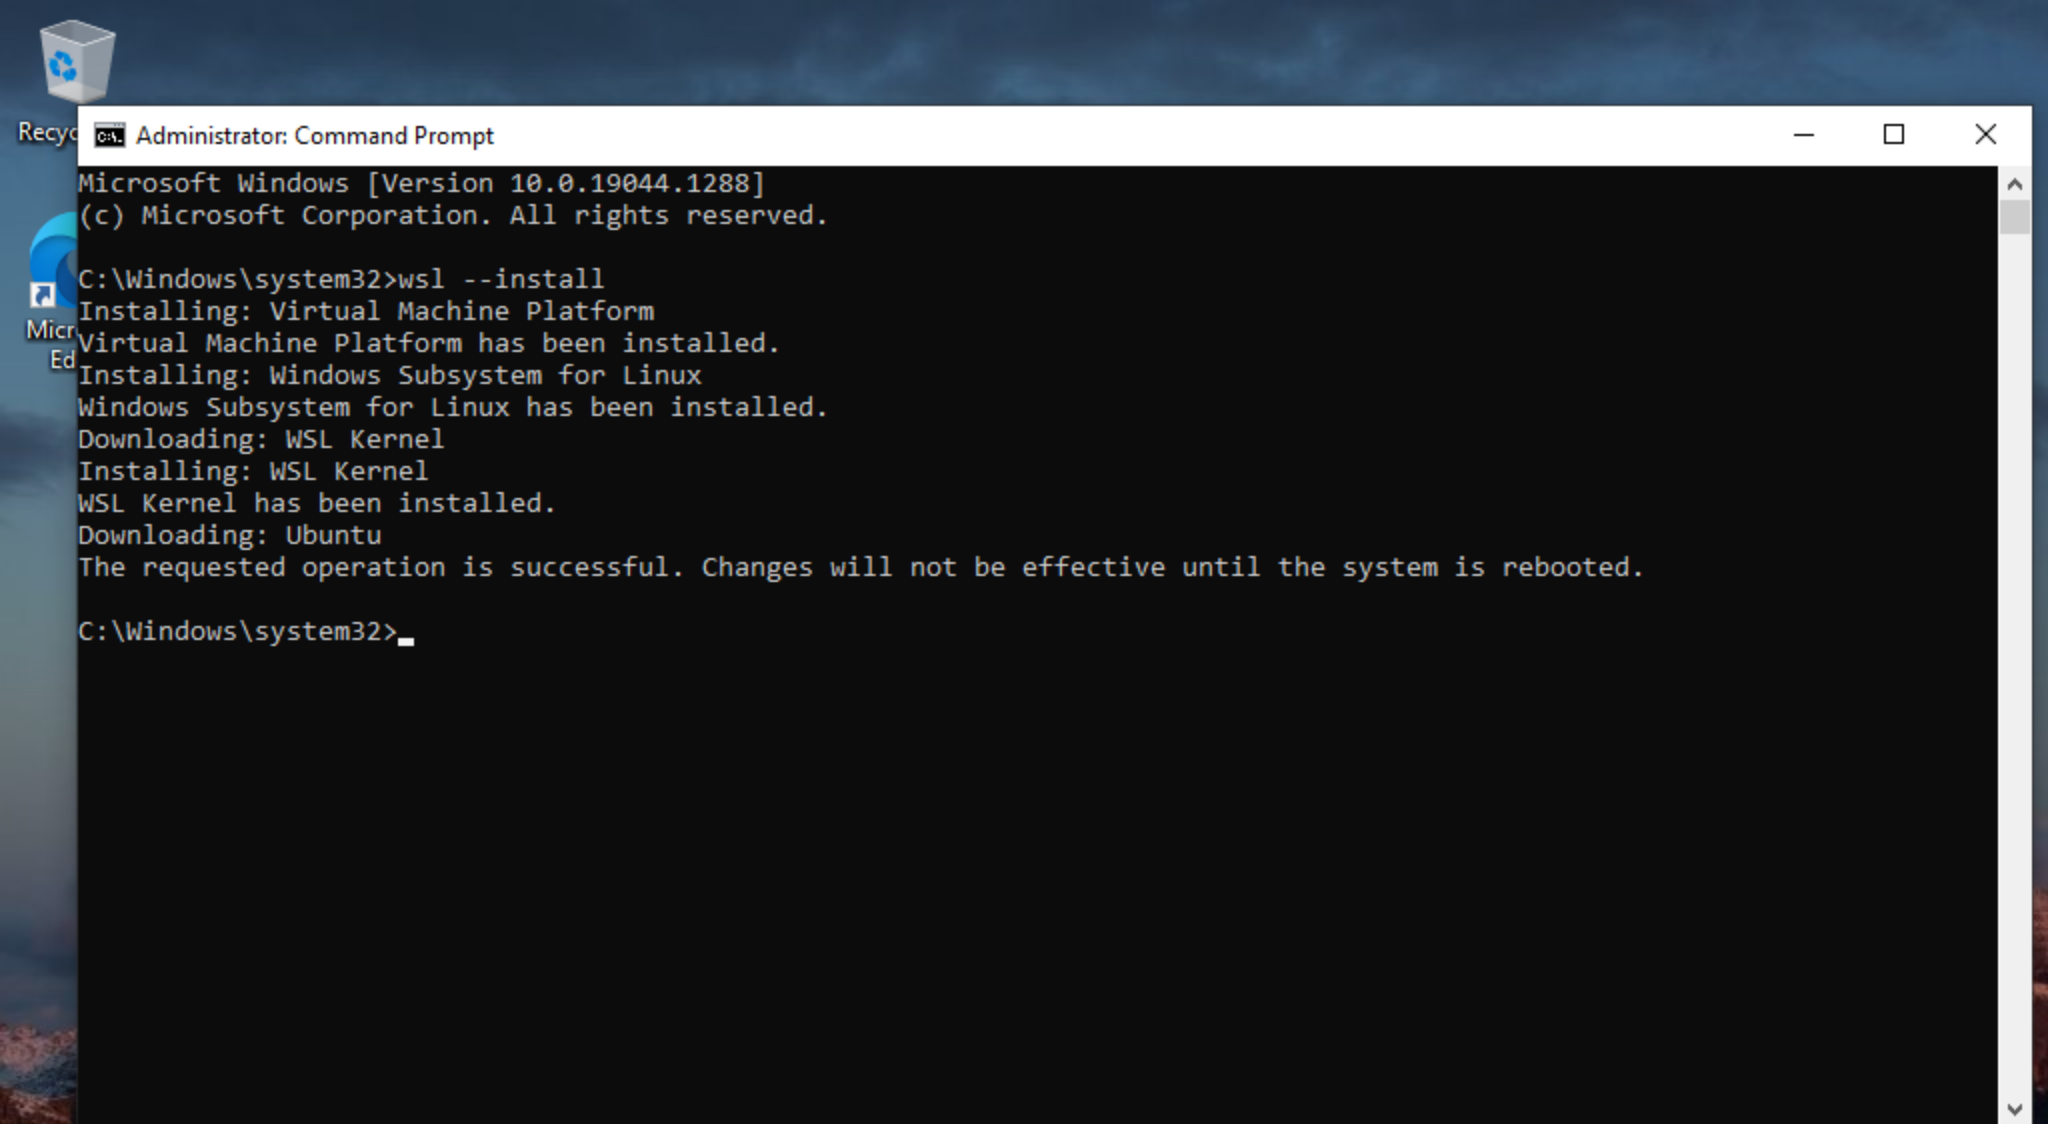 Recyc
Micr
Ed
Administrator: Command Prompt
Microsoft Windows [Version 10.0.19044.1288]
(c) Microsoft Corporation. All rights reserved.
C:\Windows\system32>wsl --install
Installing: Virtual Machine Platform
Virtual Machine Platform has been installed.
Installing: Windows Subsystem for Linux
Windows Subsystem for Linux has been installed.
Downloading: WSL Kernel
Installing: WSL Kernel
WSL Kernel has been installed.
Downloading: Ubuntu
The requested operation is successful. Changes will not be effective until the system is rebooted.
C:\Windows\system32>